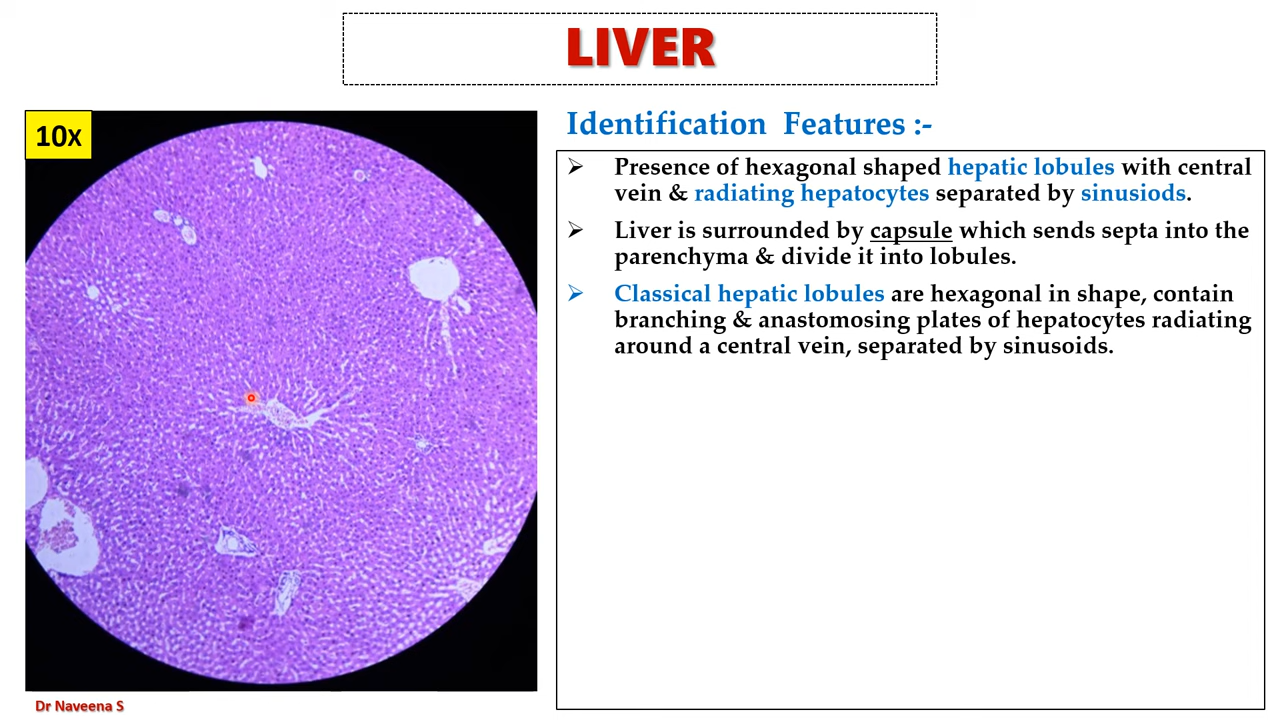 LIVER
10x
Identification Features :-
➢ Presence of hexagonal shaped hepatic lobules with central
vein & radiating hepatocytes separated by sinusiods.
➢ Liver is surrounded by capsule which sends septa into the
parenchyma & divide it into lobules.
➢ Classical hepatic lobules are hexagonal in shape, contain
branching & anastomosing plates of hepatocytes radiating
around a central vein, separated by sinusoids.
Dr Naveena S